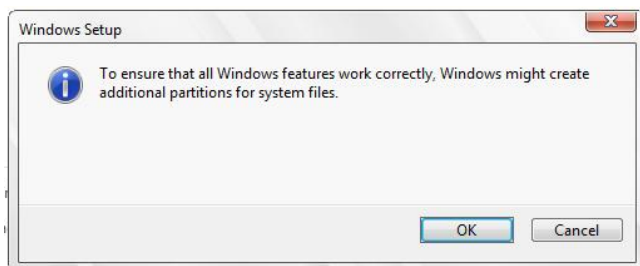 Windows Setup
To ensure that all Windows features work correctly, Windows might create
additional partitions for system files.
OK
Cancel